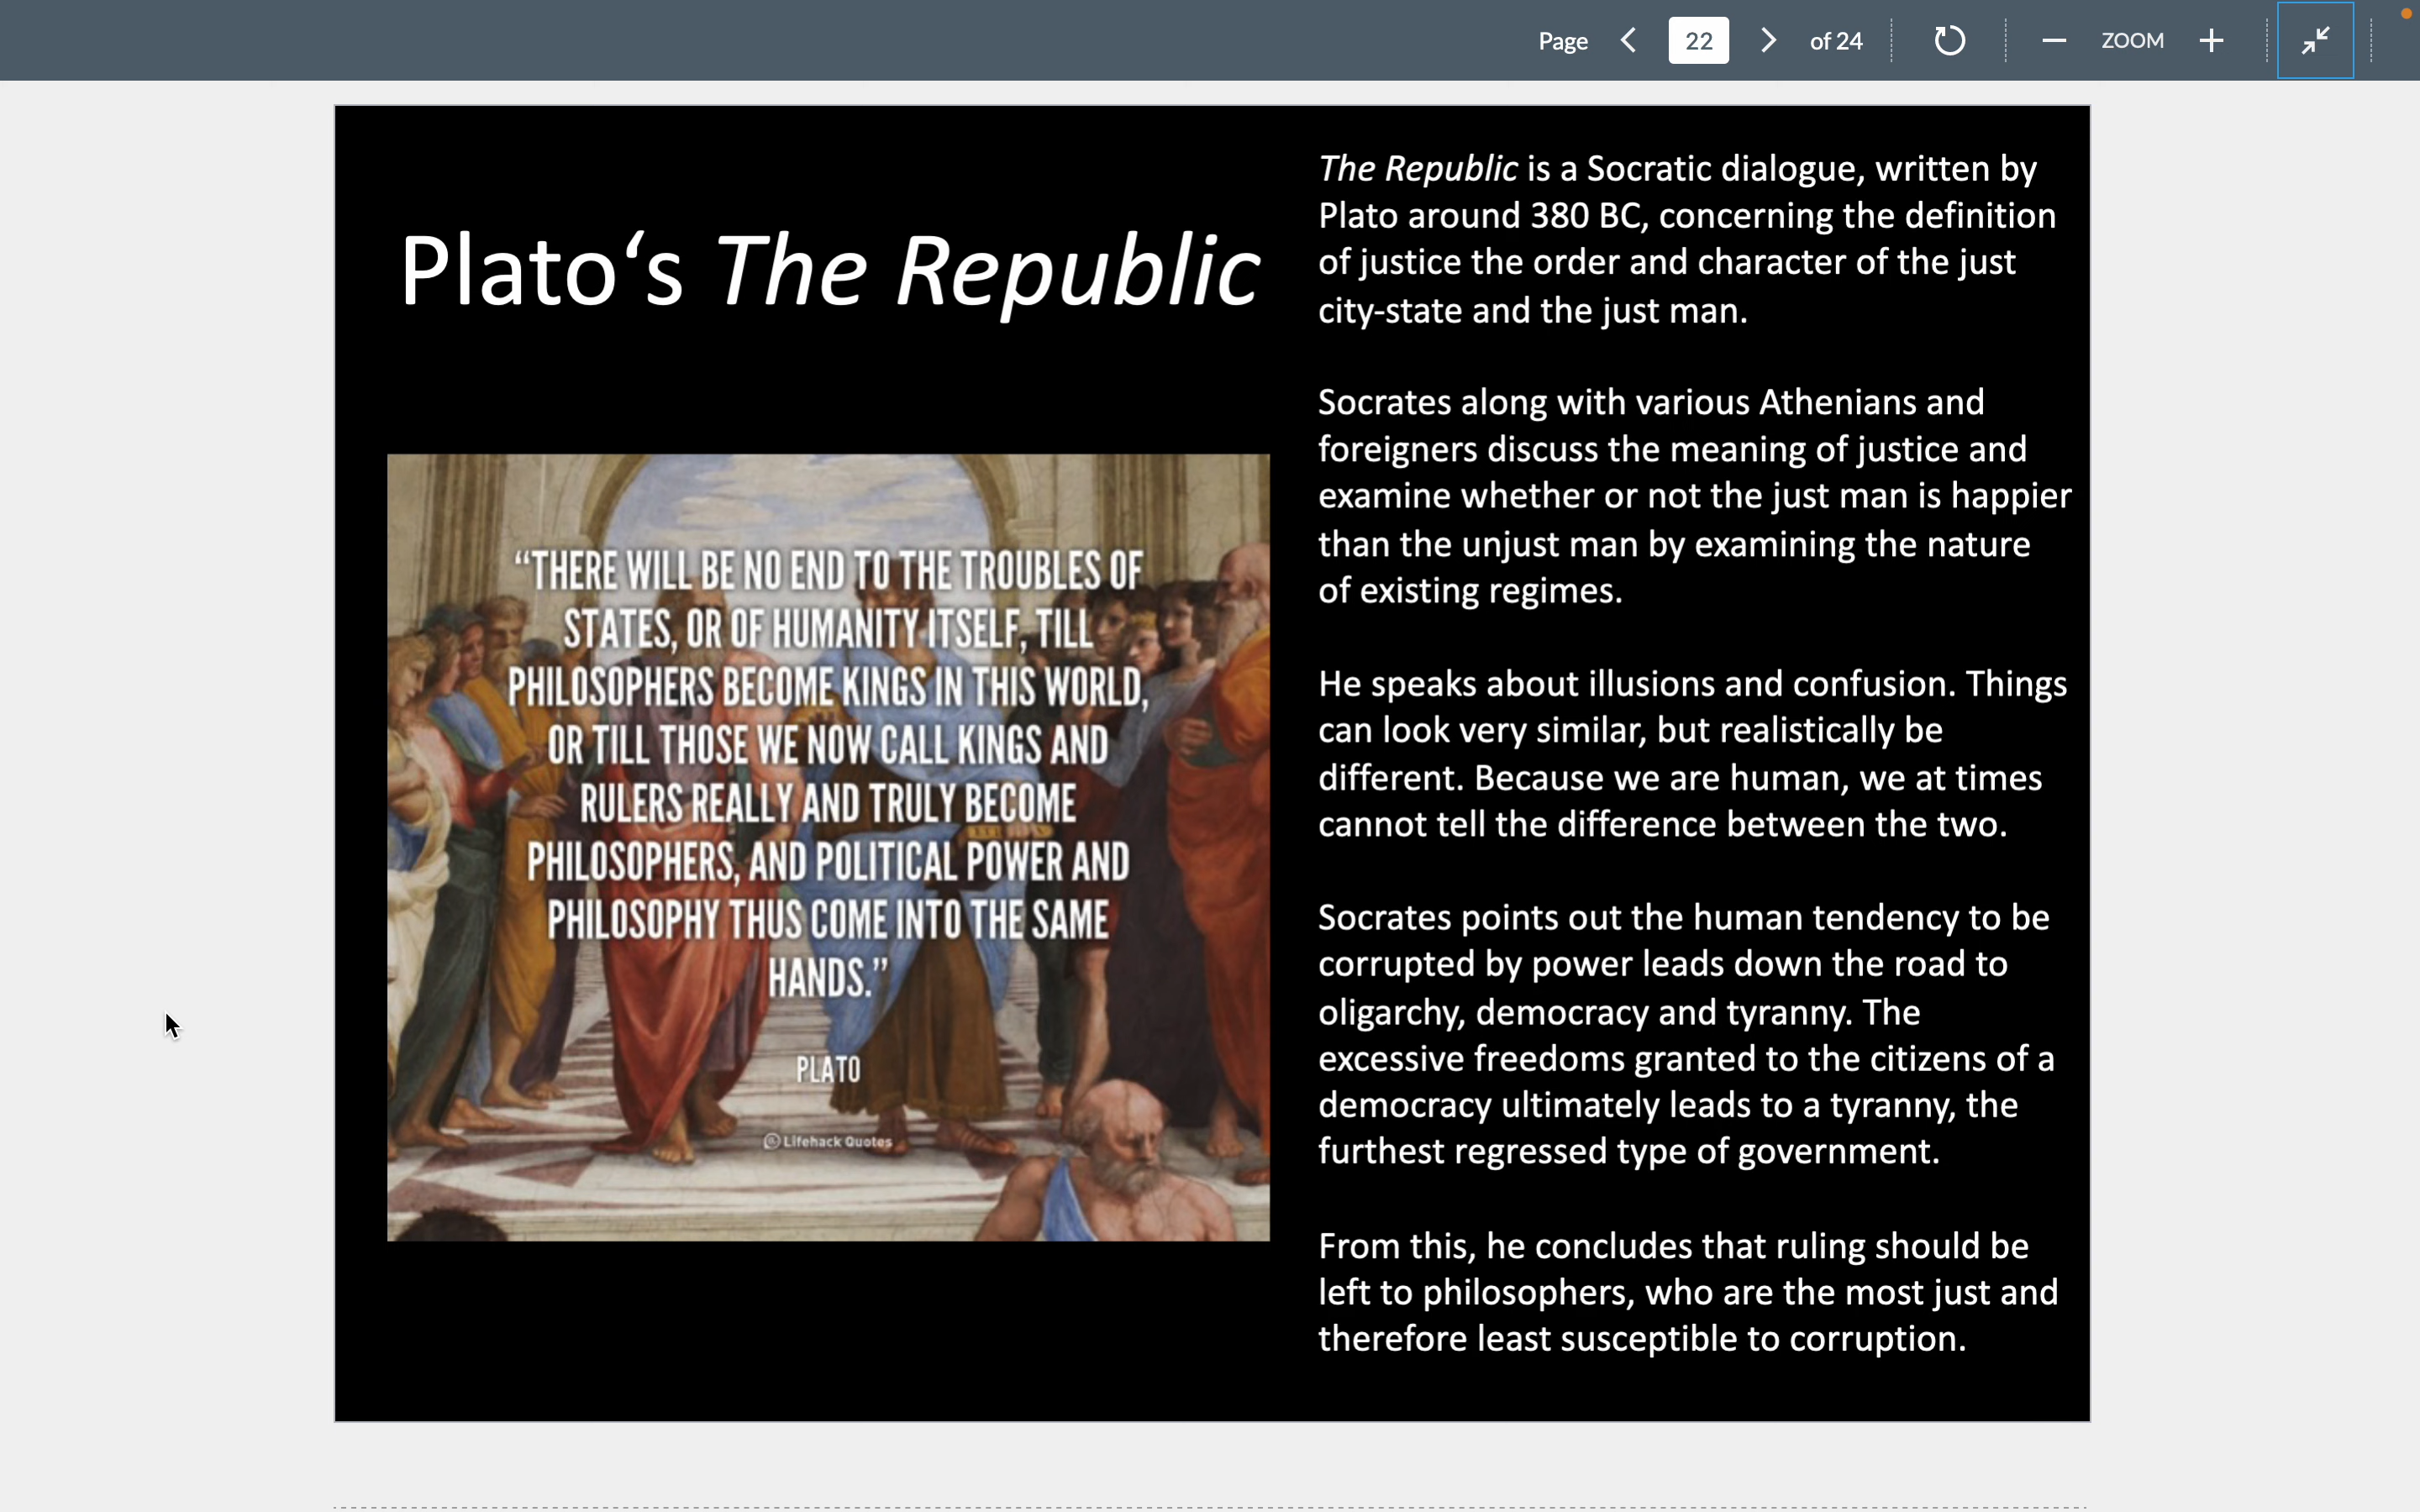 Page 22 of 24 ZOOM
Plato‘s The Republic
“THERE WILL BE NO END TO THE TROUBLES OF
STATES, OR OF HUMANITY ITSELF, TILL
PHILOSOPHERS BECOME KINGS IN THIS WORLD,
OR TILL THOSE WE NOW CALL KINGS AND
RULERS REALLY AND TRULY BECOME
PHILOSOPHERS, AND POLITICAL POWER AND
PHILOSOPHY THUS COME INTO THE SAME
HANDS.”
PLATO
Lifehack Quotes
The Republic is a Socratic dialogue, written by
Plato around 380 BC, concerning the definition
of justice the order and character of the just
city-state and the just man.
Socrates along with various Athenians and
foreigners discuss the meaning of justice and
examine whether or not the just man is happier
than the unjust man by examining the nature
of existing regimes.
He speaks about illusions and confusion. Things
can look very similar, but realistically be
different. Because we are human, we at times
cannot tell the difference between the two.
Socrates points out the human tendency to be
corrupted by power leads down the road to
oligarchy, democracy and tyranny. The
excessive freedoms granted to the citizens of a
democracy ultimately leads to a tyranny, the
furthest regressed type of government.
From this, he concludes that ruling should be
left to philosophers, who are the most just and
therefore least susceptible to corruption.